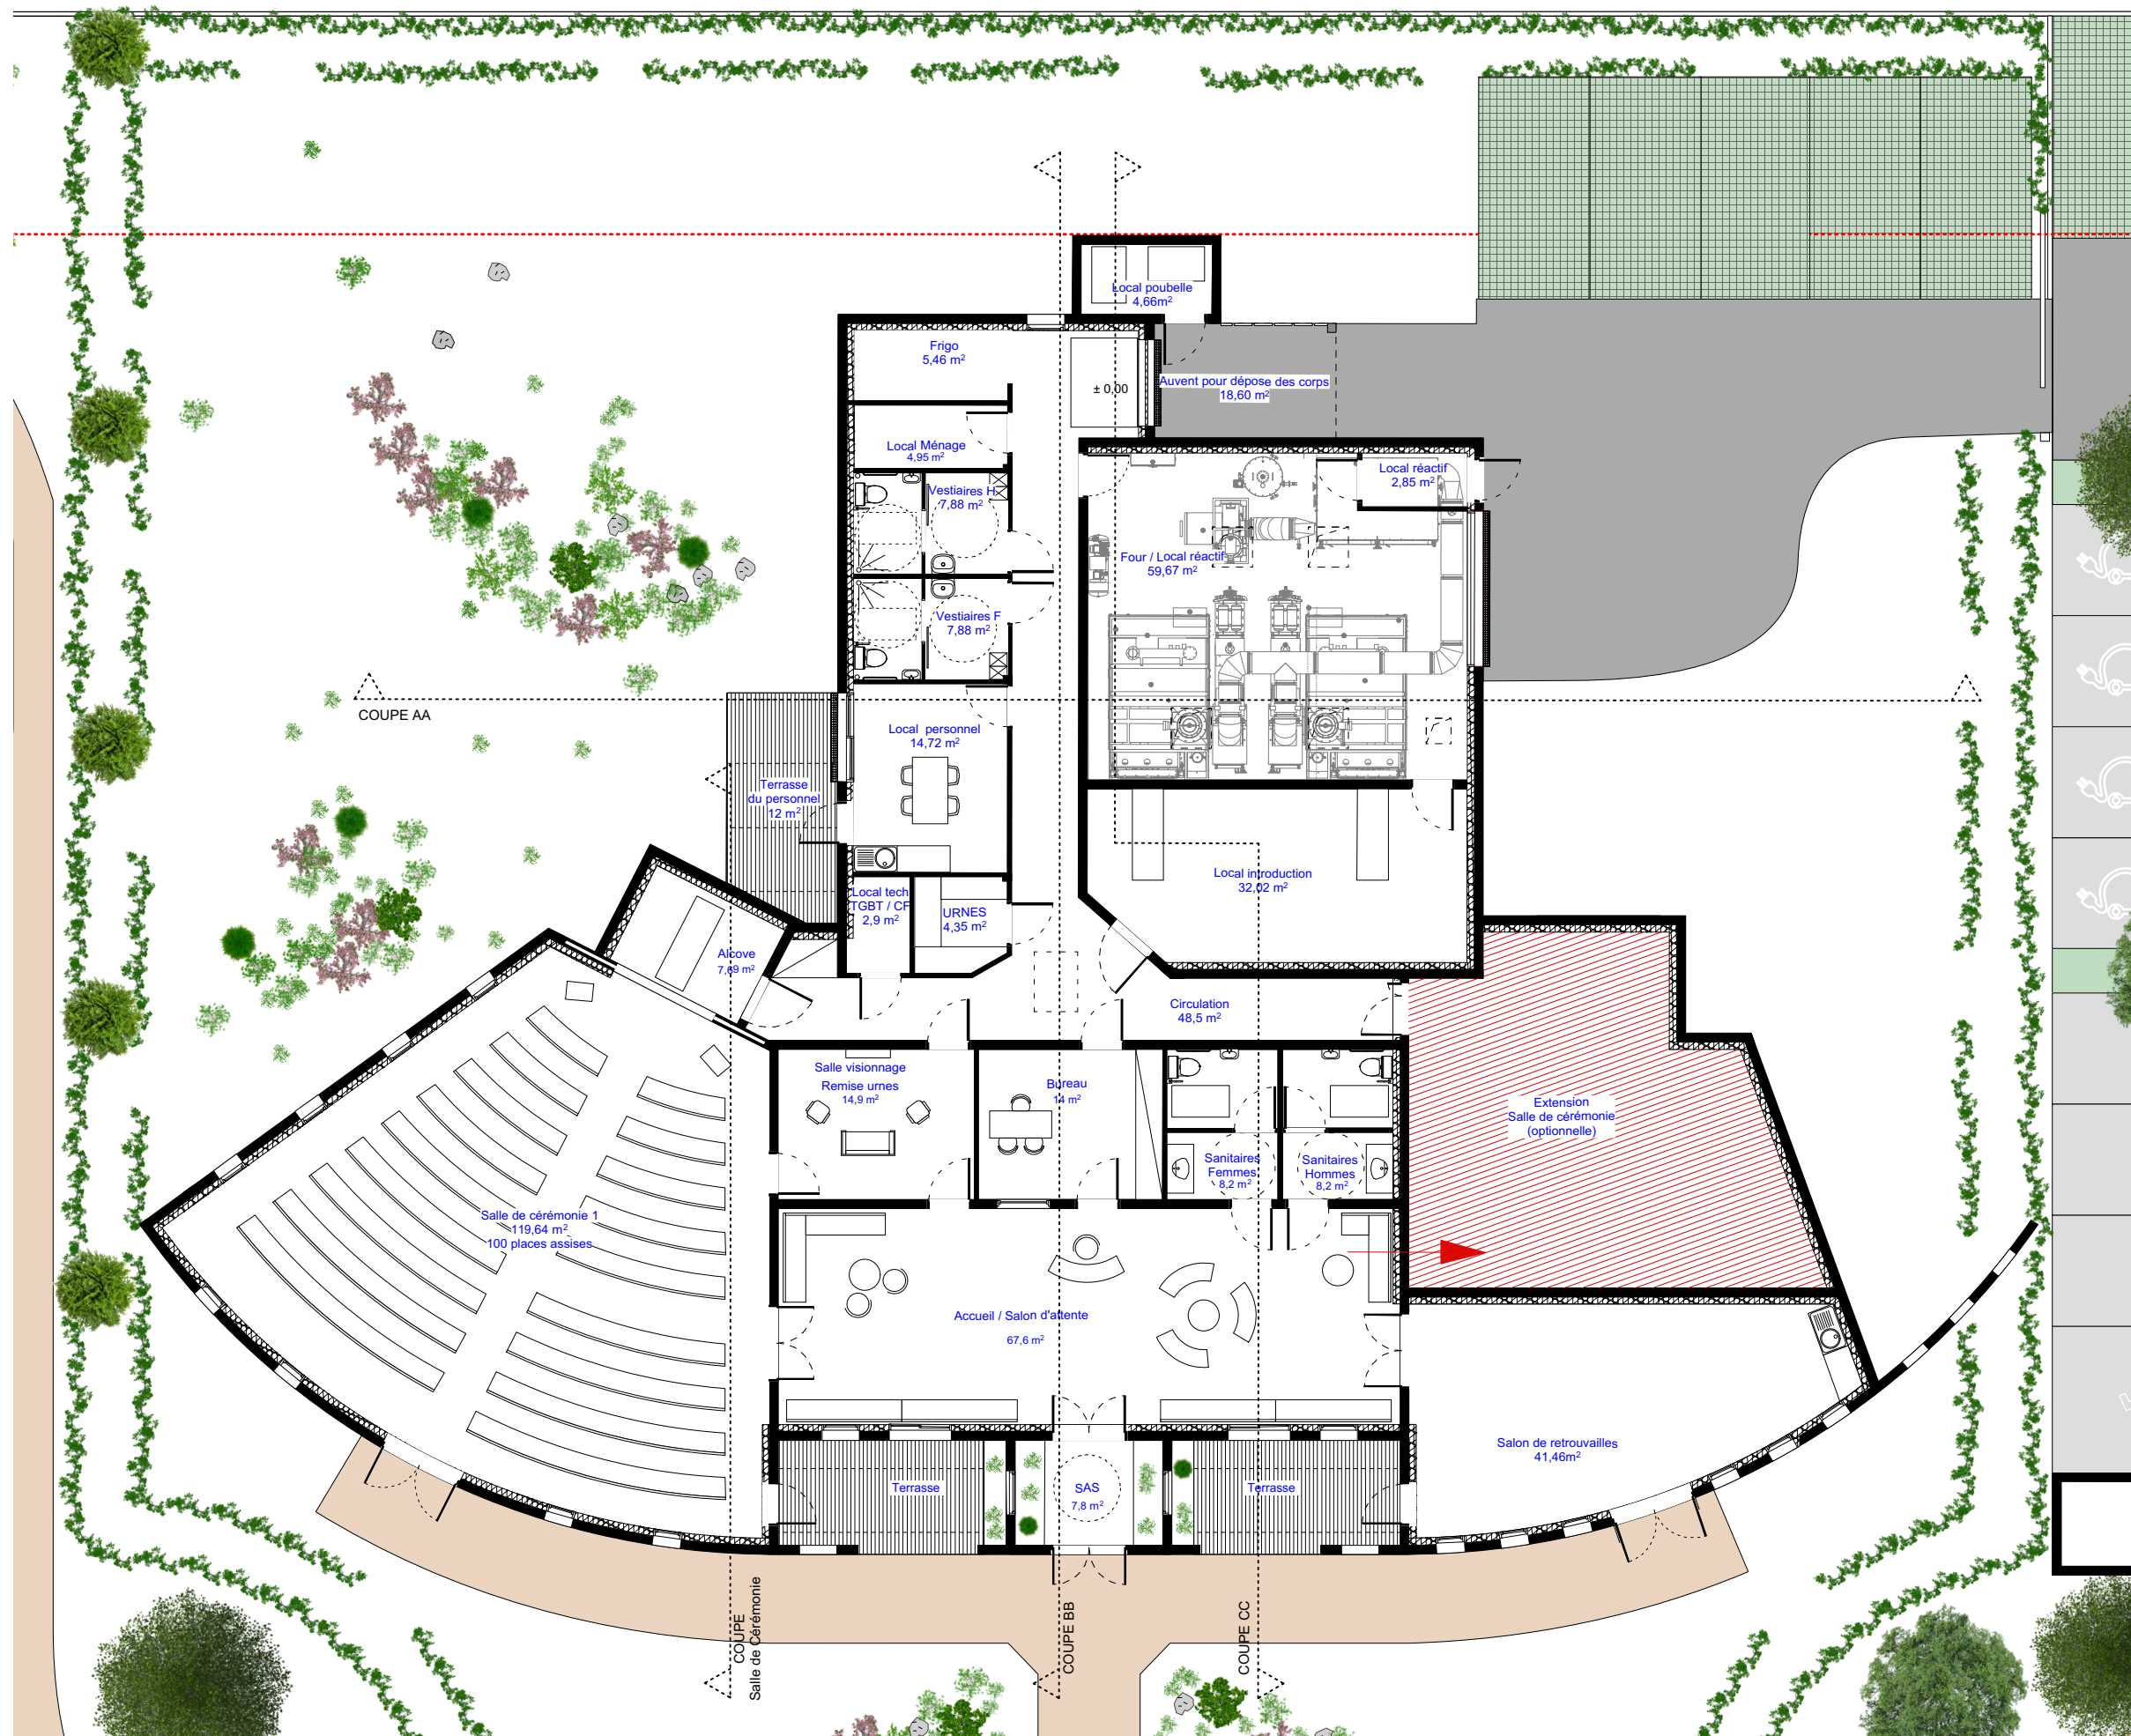 Local poubelle
4,66m²
Frigo
5,46 m²
± 0,00
Auvent pour dépose des corps
18,60 m²
Local Ménage
4,95 m²
Local réactif
2,85 m²
Vestiaires H
7,88 m²
Four / Local réactif
59,67 m²
Vestiaires F
7,88 m²
COUPE AA
Local personnel
14,72 m²
Terrasse
du personnel
12 m²
Local introduction
32,02 m²
Local tech
TGBT / CF
2,9 m²
URNES
4,35 m²
Alcove
7,69 m²
Circulation
48,5 m²
Salle visionnage
Remise urnes
14,9 m²
Bureau
14 m²
Extension
Salle de cérémonie
(optionnelle)
Sanitaires
Femmes
8,2 m²
Sanitaires
Hommes
8,2 m²
Salle de cérémonie 1
119,64 m²
100 places assises
Accueil / Salon d'attente
67,6 m²
Salon de retrouvailles
41,46m²
Terrasse
SAS
7,8 m²
Terrasse
COUPE
Salle de Cérémonie
COUPE BB
COUPE CC